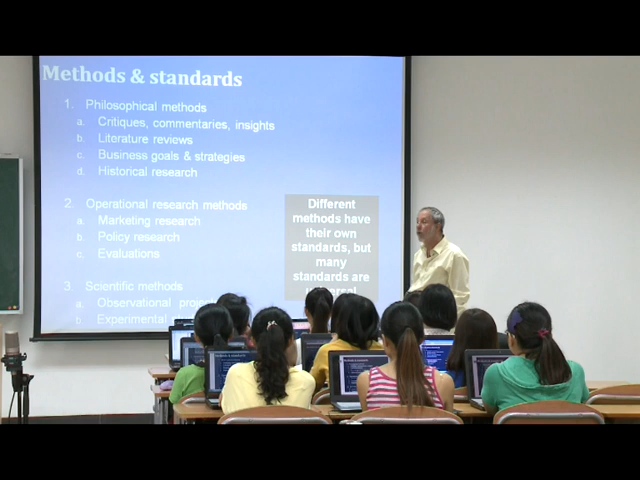 Methods & standards
1. Philosophical methods
a. Critiques, commentaries, insights
b. Literature reviews
c. Business goals & strategies
d. Historical research
2. Operational research methods
a. Marketing research
b. Policy research
c. Evaluations
3 Scientific methods
a. Observational
b. Experimental
Different
methods have
their own
standards, but
many
standards are